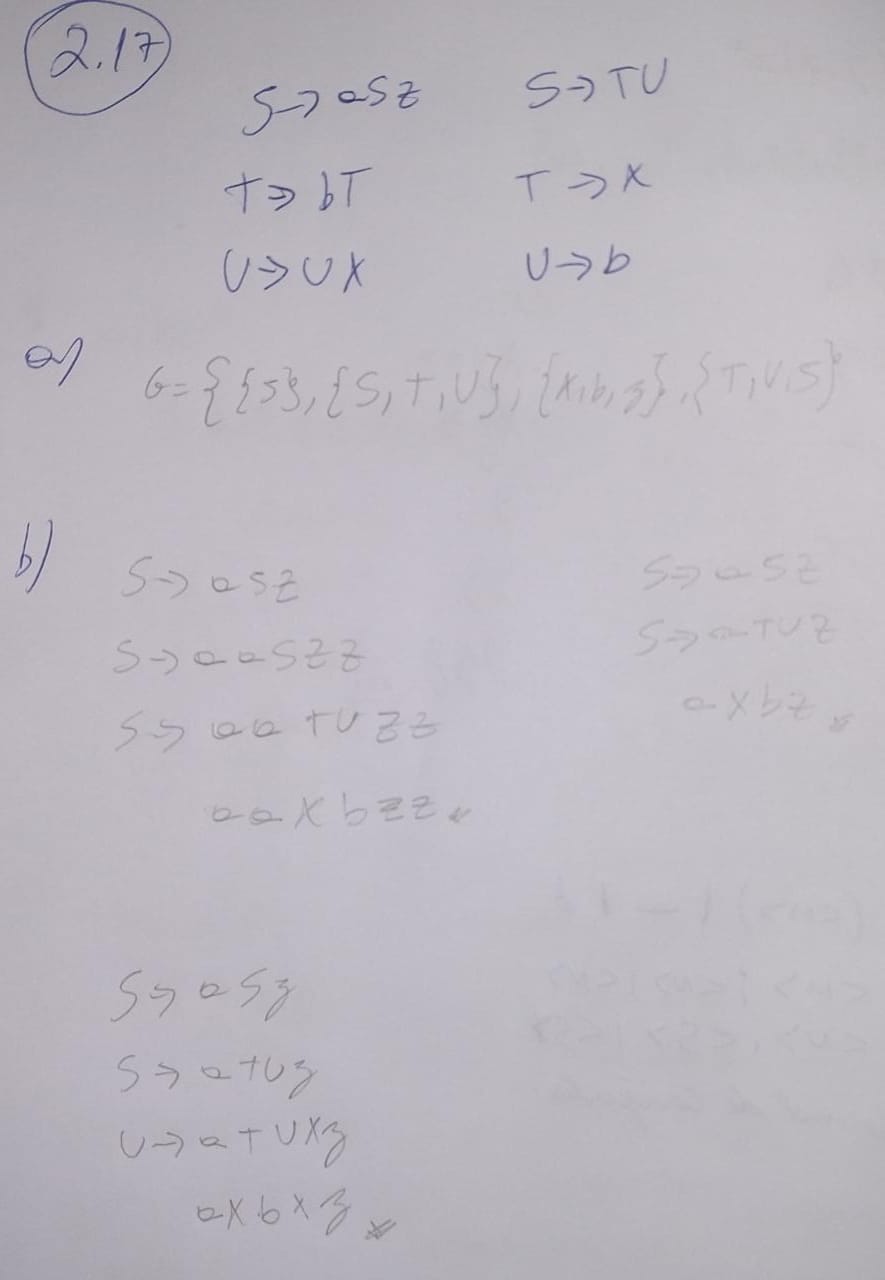 2.17
S→aSz S→TU
T→bT T→x
U→Ux U→b
a) G={{S},{S,T,U},{x,b,z},{T,U,S}
b)
S→aSz S→aSz
S→aaSzz S→aTUz
S→aaTUzz axbz
aaxbzz
S→aSz
S→aTUz
U→aTUxz
axbxz